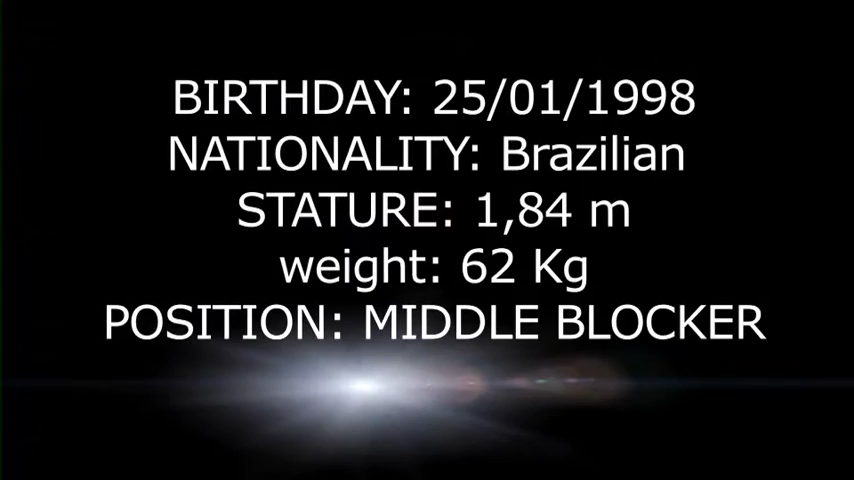 BIRTHDAY: 25/01/1998
NATIONALITY: Brazilian
STATURE: 1,84 m
weight: 62 Kg
POSITION: MIDDLE BLOCKER